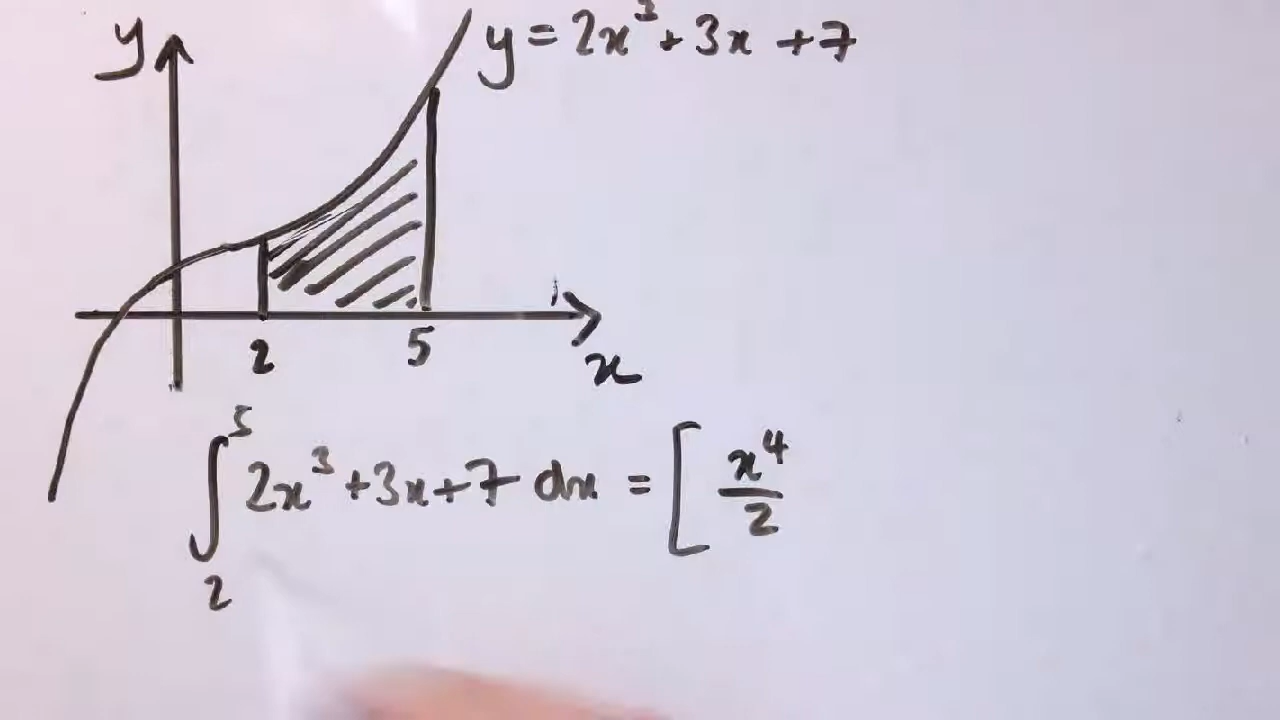 y
y = 2x³ + 3x + 7
2 5
x
∫₂⁵ 2x³ + 3x + 7 dx = [ x⁴/2